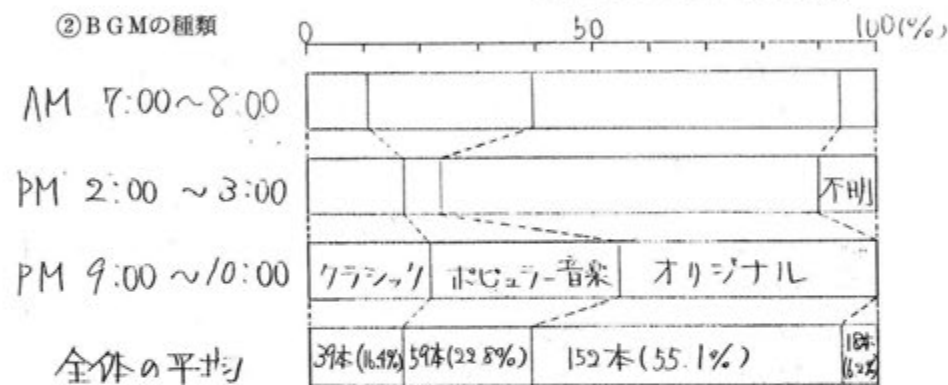 ②BGMの種類
0 50 100(%)
AM 7:00～8:00
PM 2:00～3:00 不明
PM 9:00～10:00 クラシック ポピュラー音楽 オリジナル
全体の平均 39本(16.4%) 59本(22.8%) 152本(55.1%) 18本(6.2%)